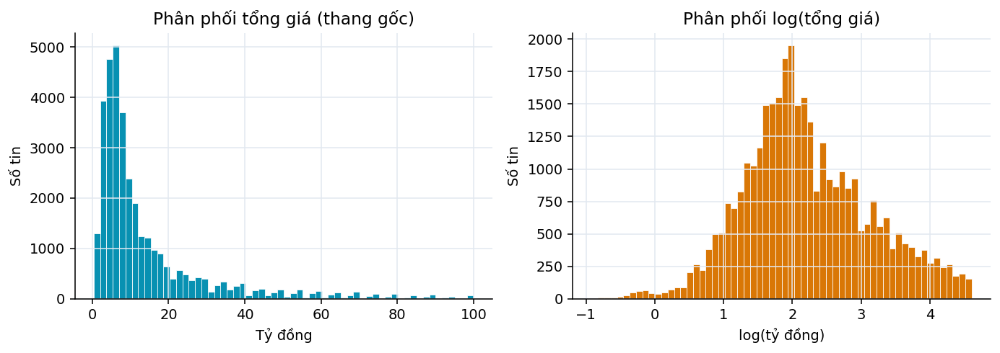 Phân phối tổng giá (thang gốc)
Số tin
5000
4000
3000
2000
1000
0
0 20 40 60 80 100
Tỷ đồng
Phân phối log(tổng giá)
Số tin
2000
1750
1500
1250
1000
750
500
250
0
−1 0 1 2 3 4
log(tỷ đồng)